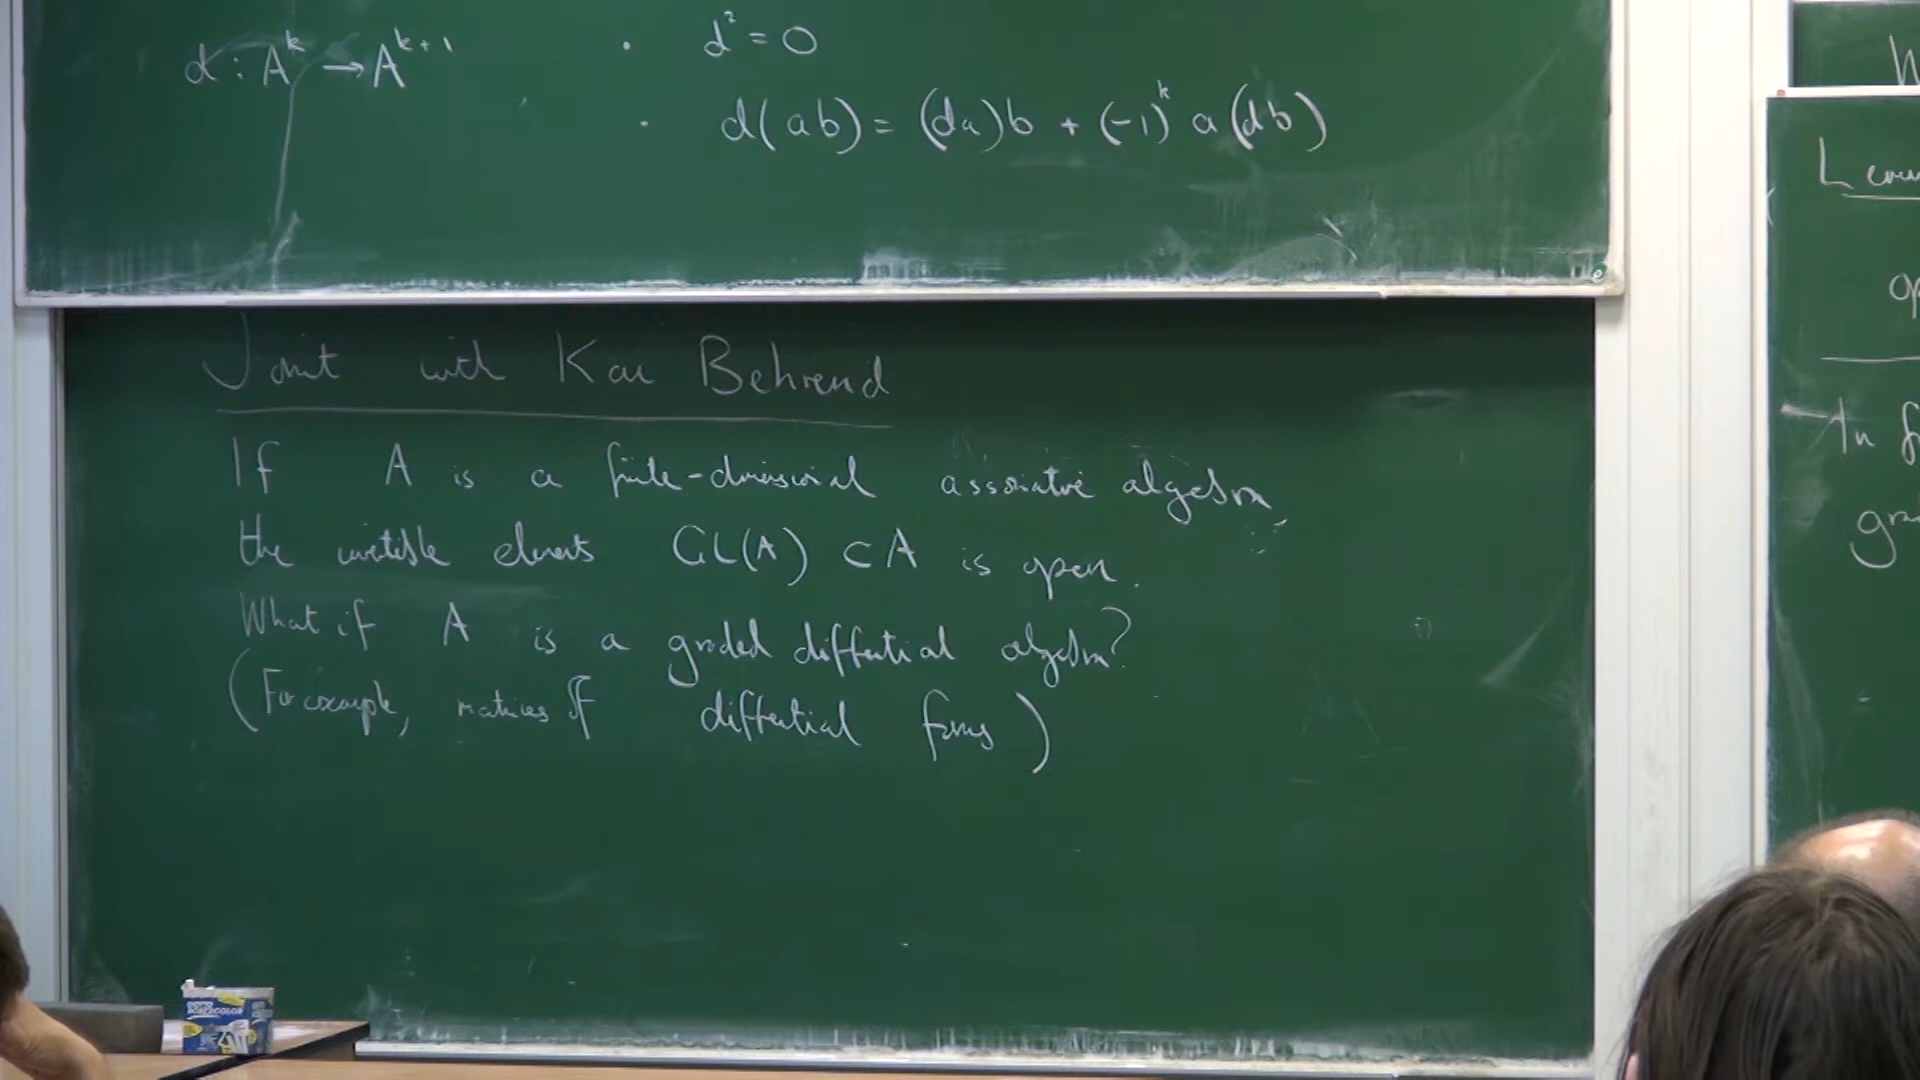 d : A^k → A^{k+1}
· d² = 0
· d(ab) = (da)b + (-1)^k a(db)
Joint with Kai Behrend
If A is a finite-dimensional associative algebra,
the invertible elements GL(A) ⊂ A is open.
What if A is a graded differential algebra?
(For example, matrices of differential forms)